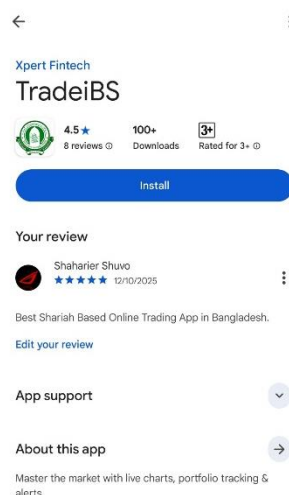 Xpert Fintech
TradeiBS
4.5★ 100+ 3+
8 reviews Downloads Rated for 3+
Install
Your review
Shaharier Shuvo
★★★★★ 12/10/2025
Best Shariah Based Online Trading App in Bangladesh.
Edit your review
App support
About this app
Master the market with live charts, portfolio tracking &
alerts